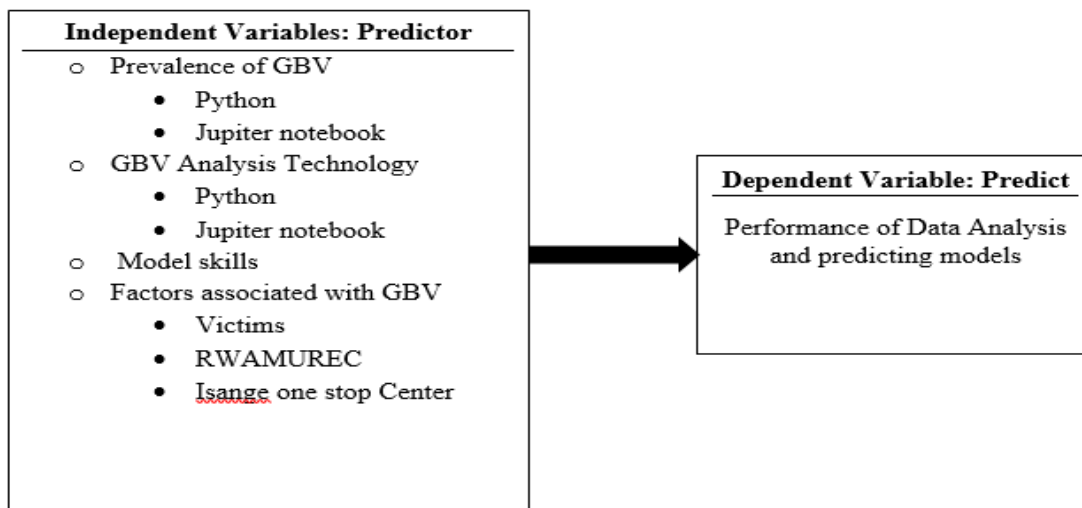 Independent Variables: Predictor
o Prevalence of GBV
• Python
• Jupiter notebook
o GBV Analysis Technology
• Python
• Jupiter notebook
o Model skills
o Factors associated with GBV
• Victims
• RWAMUREC
• Isange one stop Center
Dependent Variable: Predict
Performance of Data Analysis
and predicting models